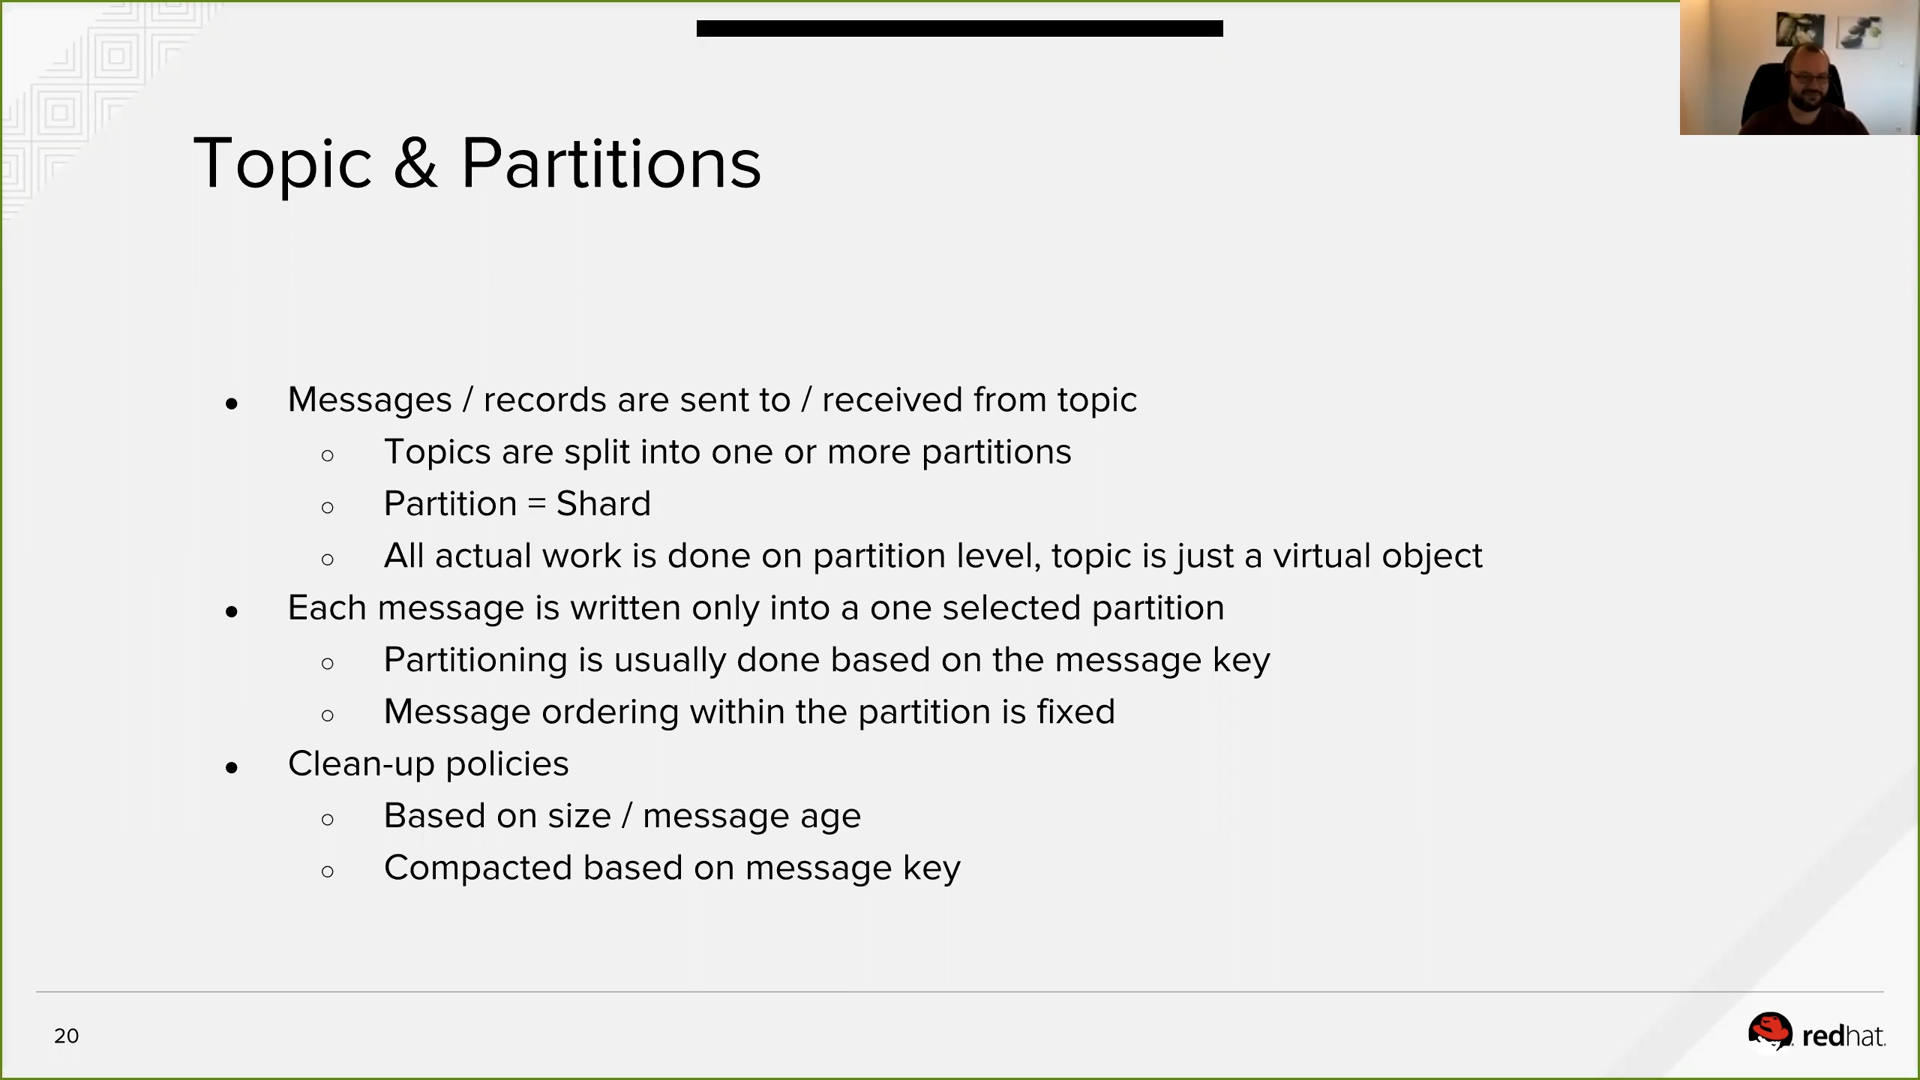 Topic & Partitions
● Messages / records are sent to / received from topic
○ Topics are split into one or more partitions
○ Partition = Shard
○ All actual work is done on partition level, topic is just a virtual object
● Each message is written only into a one selected partition
○ Partitioning is usually done based on the message key
○ Message ordering within the partition is fixed
● Clean-up policies
○ Based on size / message age
○ Compacted based on message key
20
redhat.